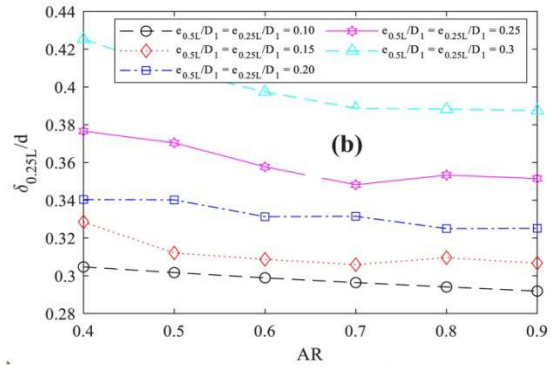 0.44
0.42
0.4
0.38
0.36
0.34
0.32
0.3
0.28
δ0.25L/d
e0.5L/D1 = e0.25L/D1 = 0.10
e0.5L/D1 = e0.25L/D1 = 0.15
e0.5L/D1 = e0.25L/D1 = 0.20
e0.5L/D1 = e0.25L/D1 = 0.25
e0.5L/D1 = e0.25L/D1 = 0.3
(b)
0.4 0.5 0.6 0.7 0.8 0.9
AR